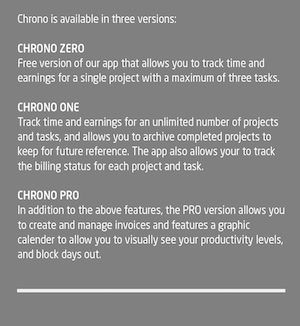 Chrono is available in three versions:
CHRONO ZERO
Free version of our app that allows you to track time and
earnings for a single project with a maximum of three tasks.
CHRONO ONE
Track time and earnings for an unlimited number of projects
and tasks, and allows you to archive completed projects to
keep for future reference. The app also allows your to track
the billing status for each project and task.
CHRONO PRO
In addition to the above features, the PRO version allows you
to create and manage invoices and features a graphic
calender to allow you to visually see your productivity levels,
and block days out.